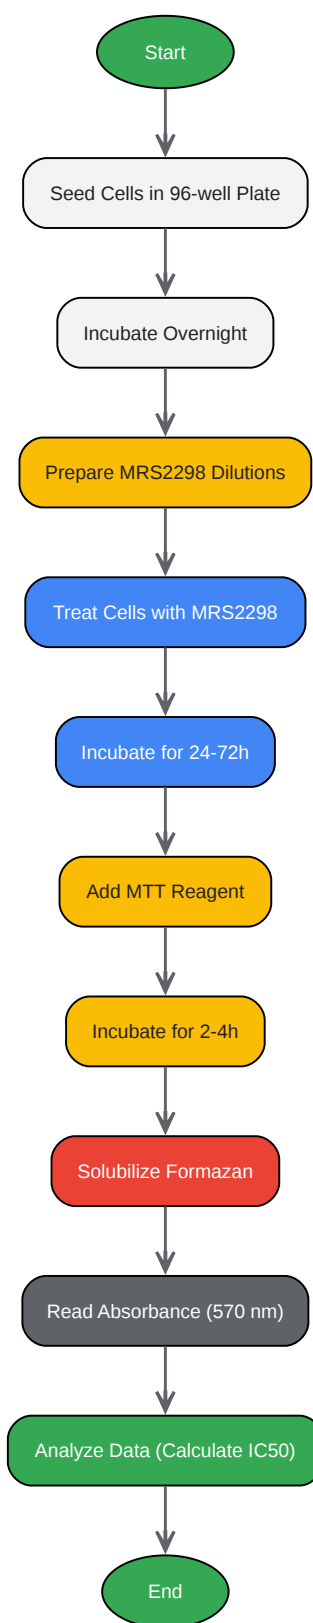 Start
Seed Cells in 96-well Plate
Incubate Overnight
Prepare MRS2298 Dilutions
Treat Cells with MRS2298
Incubate for 24-72h
Add MTT Reagent
Incubate for 2-4h
Solubilize Formazan
Read Absorbance (570 nm)
Analyze Data (Calculate IC50)
End